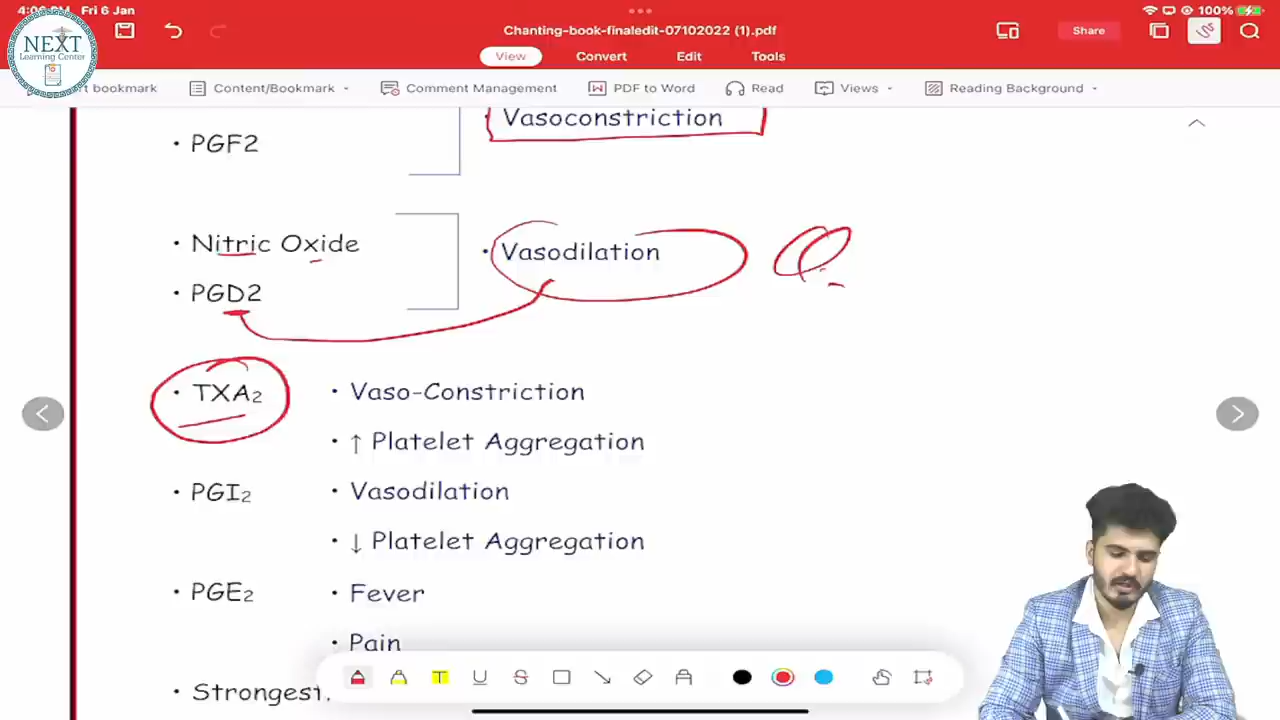 4:06 PM Fri 6 Jan
100%
NEXT
Learning Center
Chanting-book-finaledit-07102022 (1).pdf
Share
View Convert Edit Tools
bookmark Content/Bookmark Comment Management PDF to Word Read Views Reading Background
Vasoconstriction
• PGF2
• Nitric Oxide
• Vasodilation
• PGD2
• TXA2 • Vaso-Constriction
• ↑ Platelet Aggregation
• PGI2 • Vasodilation
• ↓ Platelet Aggregation
• PGE2 • Fever
• Pain
• Strongest